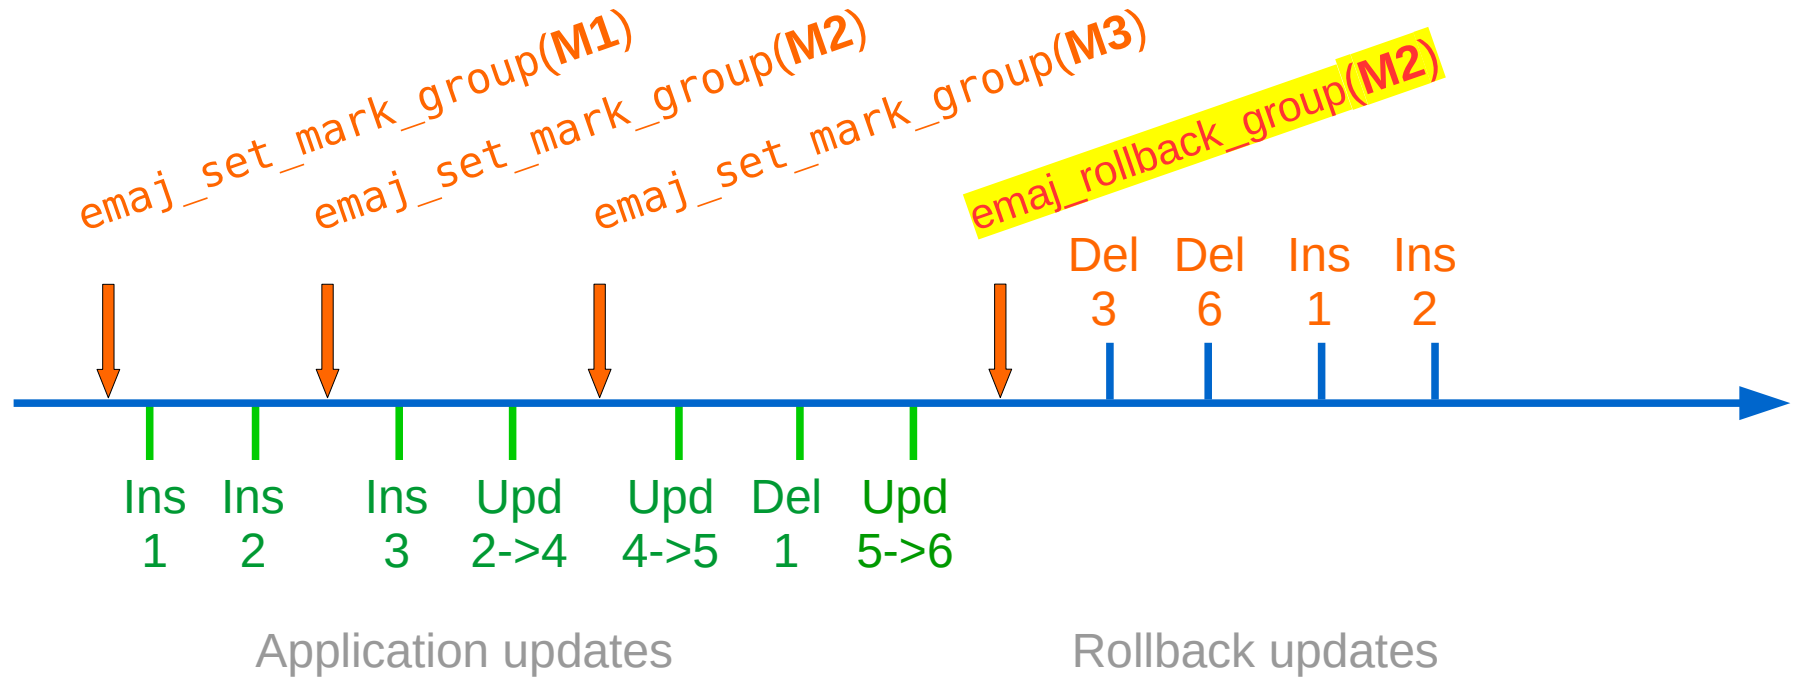 emaj_set_mark_group(M1)
emaj_set_mark_group(M2)
emaj_set_mark_group(M3)
emaj_rollback_group(M2)
Del Del Ins Ins
3 6 1 2
Ins Ins Ins Upd Upd Del Upd
1 2 3 2->4 4->5 1 5->6
Application updates Rollback updates